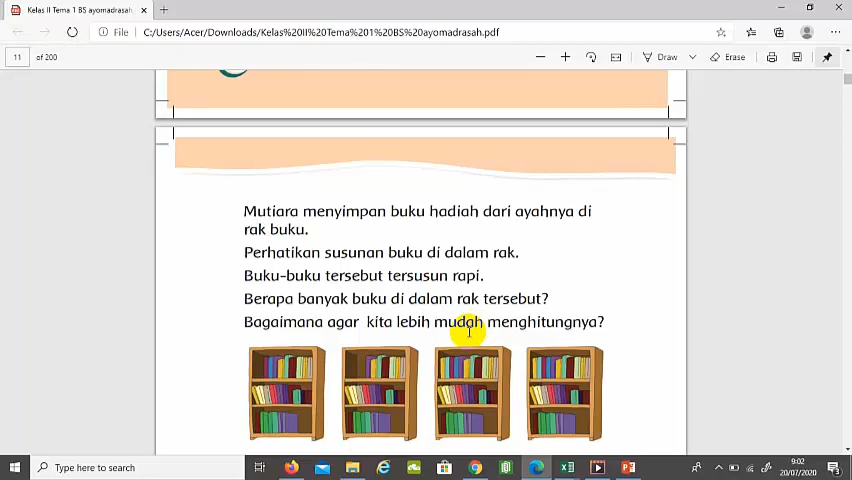 Kelas II Tema 1 BS ayomadrasah.p
File
C:/Users/Acer/Downloads/Kelas%20II%20Tema%201%20BS%20ayomadrasah.pdf
11 of 200
Draw
Erase
Mutiara menyimpan buku hadiah dari ayahnya di
rak buku.
Perhatikan susunan buku di dalam rak.
Buku-buku tersebut tersusun rapi.
Berapa banyak buku di dalam rak tersebut?
Bagaimana agar kita lebih mudah menghitungnya?
Type here to search
9:02
20/07/2020